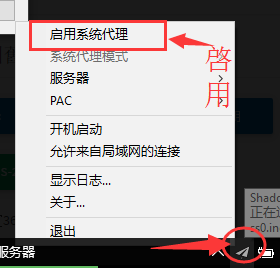 启用系统代理
系统代理模式
服务器
PAC
启用
开机启动
允许来自局域网的连接
显示日志...
关于...
退出
Shado
正在
ss0.in
服务器